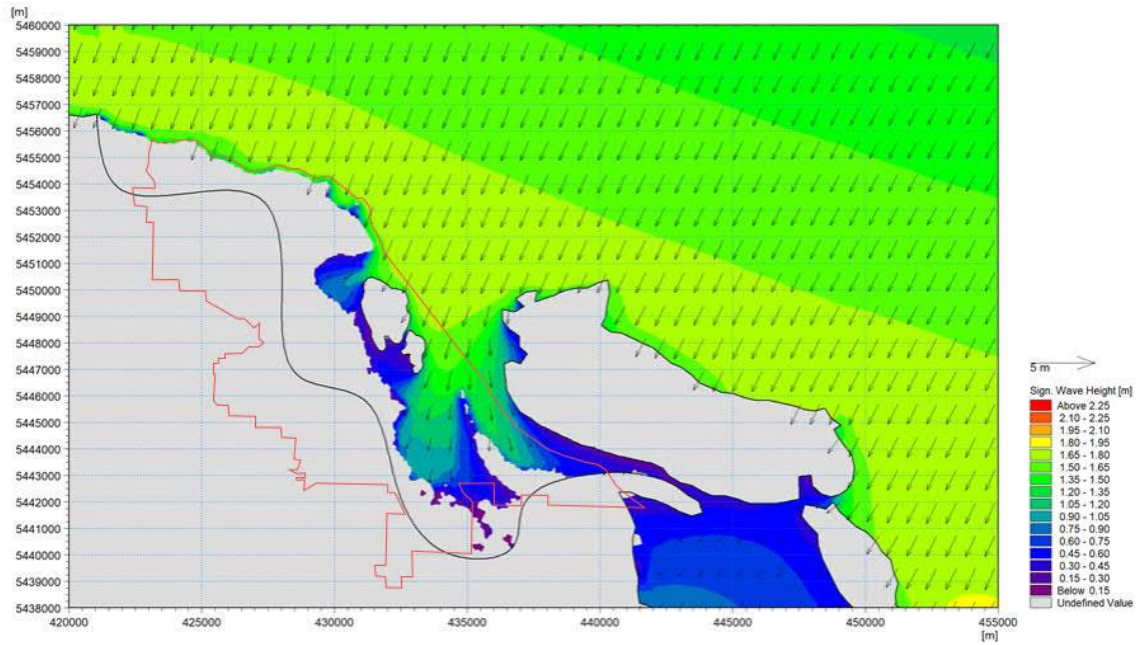 [m]
5460000
5459000
5458000
5457000
5456000
5455000
5454000
5453000
5452000
5451000
5450000
5449000
5448000
5447000
5446000
5445000
5444000
5443000
5442000
5441000
5440000
5439000
5438000
420000 425000 430000 435000 440000 445000 450000 455000
[m]
5 m
Sign. Wave Height [m]
Above 2.25
2.10 - 2.25
1.95 - 2.10
1.80 - 1.95
1.65 - 1.80
1.50 - 1.65
1.35 - 1.50
1.20 - 1.35
1.05 - 1.20
0.90 - 1.05
0.75 - 0.90
0.60 - 0.75
0.45 - 0.60
0.30 - 0.45
0.15 - 0.30
Below 0.15
Undefined Value